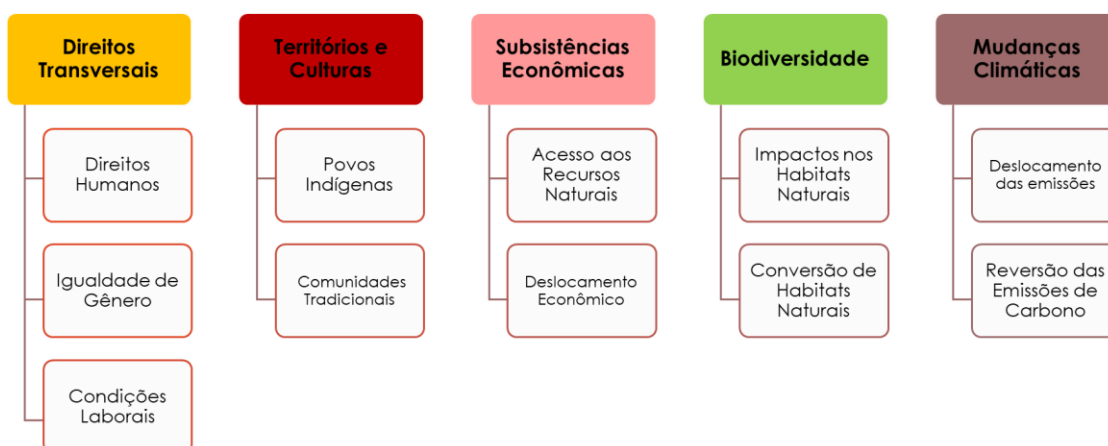 Direitos
Transversais
Direitos
Humanos
Igualdade de
Gênero
Condições
Laborais
Territórios e
Culturas
Povos
Indígenas
Comunidades
Tradicionais
Subsistências
Econômicas
Acesso aos
Recursos
Naturais
Deslocamento
Econômico
Biodiversidade
Impactos nos
Habitats
Naturais
Conversão de
Habitats
Naturais
Mudanças
Climáticas
Deslocamento
das emissões
Reversão das
Emissões de
Carbono